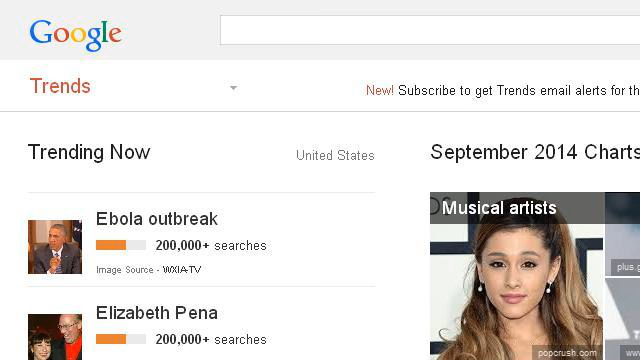 Google
Trends
New! Subscribe to get Trends email alerts for th
Trending Now
United States
September 2014 Charts
Musical artists
Ebola outbreak
200,000+ searches
Image Source - WXIA-TV
plus.g
Elizabeth Pena
200,000+ searches
popcrush.com
www